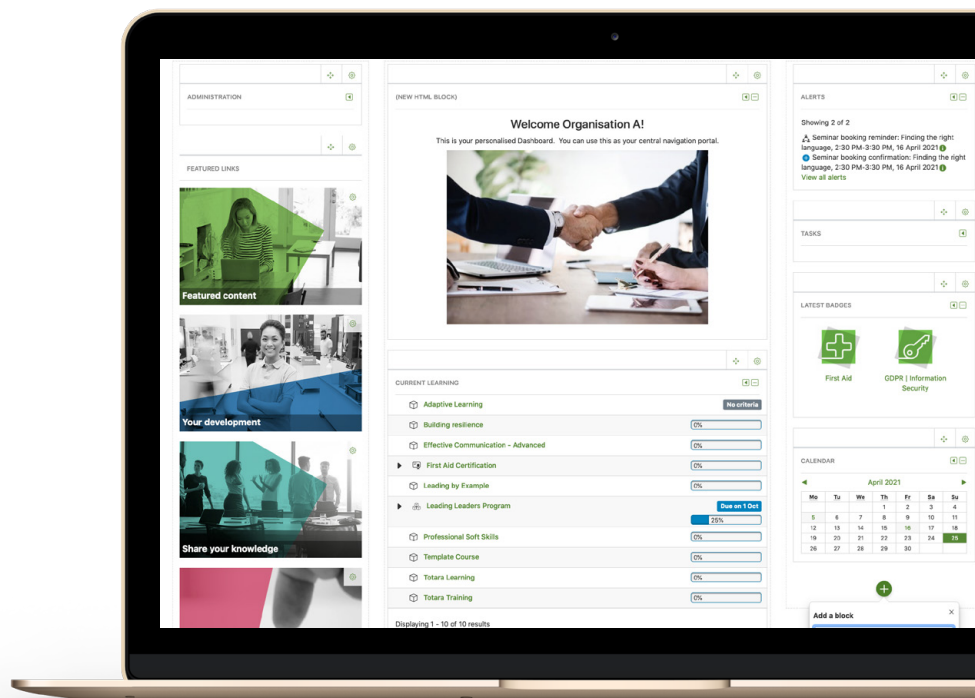 ADMINISTRATION
FEATURED LINKS
Featured content
Your development
Share your knowledge
(NEW HTML BLOCK)
Welcome Organisation A!
This is your personalised Dashboard. You can use this as your central navigation portal.
CURRENT LEARNING
Adaptive Learning No criteria
Building resilience 0%
Effective Communication - Advanced 0%
First Aid Certification 0%
Leading by Example 0%
Leading Leaders Program Due on 1 Oct
25%
Professional Soft Skills 0%
Template Course 0%
Totara Learning 0%
Totara Training 0%
Displaying 1 - 10 of 10 results
ALERTS
Showing 2 of 2
Seminar booking reminder: Finding the right
language, 2:30 PM-3:30 PM, 16 April 2021
Seminar booking confirmation: Finding the right
language, 2:30 PM-3:30 PM, 16 April 2021
View all alerts
TASKS
LATEST BADGES
First Aid
GDPR | Information
Security
CALENDAR
April 2021
Mo Tu We Th Fr Sa Su
1 2 3 4
5 6 7 8 9 10 11
12 13 14 15 16 17 18
19 20 21 22 23 24 25
26 27 28 29 30
Add a block